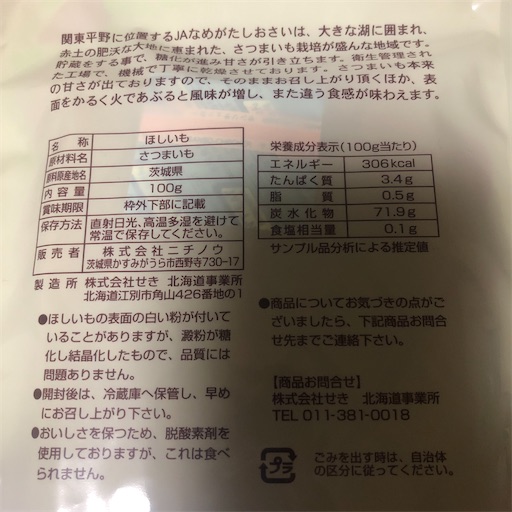 関東平野に位置するJAなめがたしおさいは、大きな湖に囲まれ、
赤土の肥沃な大地に恵まれた、さつまいも栽培が盛んな地域です。
貯蔵をする事で、糖化が進み甘さが引き立ちます。衛生管理され
た工場で、機械で丁寧に乾燥させております。さつまいも本来
の甘さが出ておりますので、そのままお召し上がり頂くほか、表
面をかるく火であぶると風味が増し、また違う食感が味わえます。
名 称 ほしいも
原材料名 さつまいも
原料原産地名 茨城県
内容量 100g
賞味期限 枠外下部に記載
保存方法 直射日光、高温多湿を避けて
常温で保存してください。
販売者 株式会社ニチノウ
茨城県かすみがうら市西野寺730-17
製造所 株式会社せき 北海道事業所
北海道江別市角山426番地の1
栄養成分表示(100g当たり)
エネルギー 306kcal
たんぱく質 3.4g
脂質 0.5g
炭水化物 71.9g
食塩相当量 0.1g
サンプル品分析による推定値
●ほしいもの表面の白い粉が付いて
いることがありますが、澱粉が糖
化し結晶化したもので、品質には
問題ありません。
●開封後は、冷蔵庫へ保管し、早め
にお召し上がり下さい。
●おいしさを保つため、脱酸素剤を
使用しておりますが、これは食べ
られません。
●商品についてお気づきの点がご
ざいましたら、下記商品お問合
せ先までご連絡下さい。
【商品お問合せ】
株式会社せき 北海道事業所
TEL 011-381-0018
プラ
ごみを出す時は、自治体
の区分に従ってください。